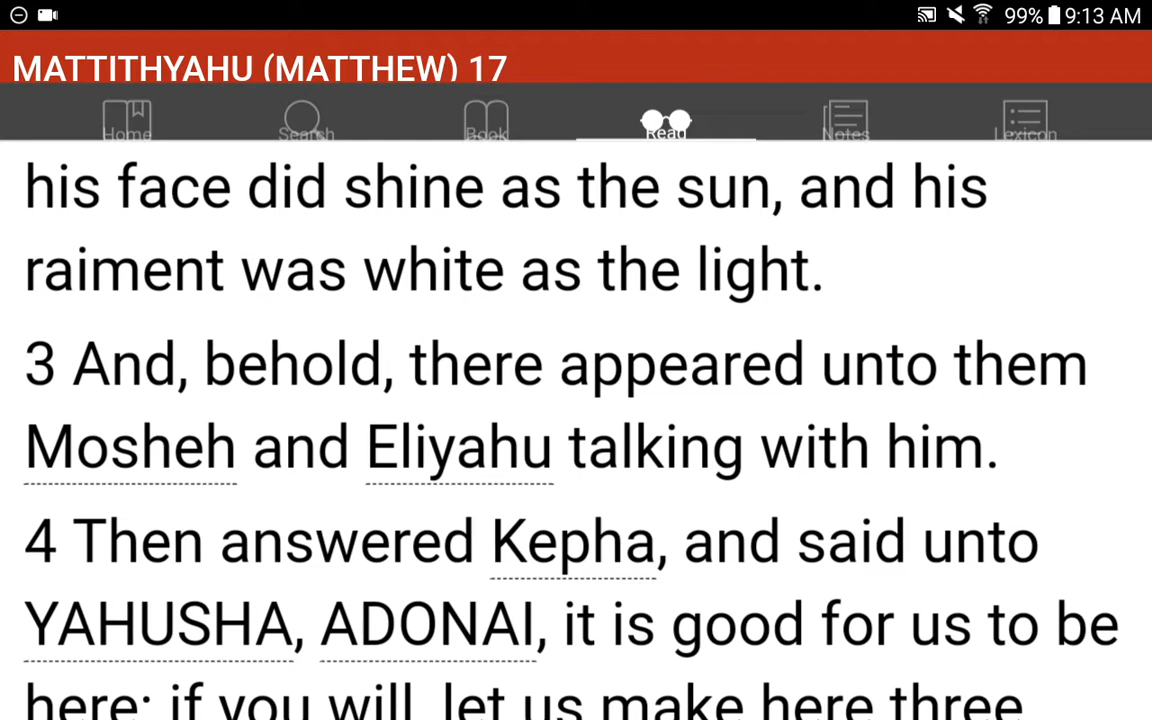 99% 9:13 AM
MATTITHYAHU (MATTHEW) 17
Home Search Book Read Notes Lexicon
his face did shine as the sun, and his
raiment was white as the light.
3 And, behold, there appeared unto them
Mosheh and Eliyahu talking with him.
4 Then answered Kepha, and said unto
YAHUSHA, ADONAI, it is good for us to be
here: if you will, let us make here three